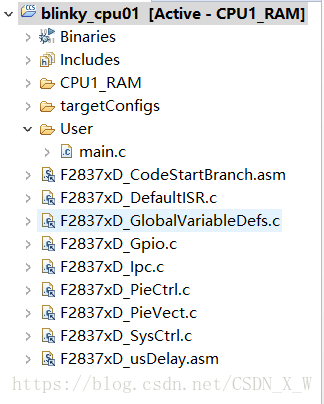 blinky_cpu01 [Active - CPU1_RAM]
Binaries
Includes
CPU1_RAM
targetConfigs
User
main.c
F2837xD_CodeStartBranch.asm
F2837xD_DefaultISR.c
F2837xD_GlobalVariableDefs.c
F2837xD_Gpio.c
F2837xD_Ipc.c
F2837xD_PieCtrl.c
F2837xD_PieVect.c
F2837xD_SysCtrl.c
F2837xD_usDelay.asm
https://blog.csdn.net/CSDN_X_W